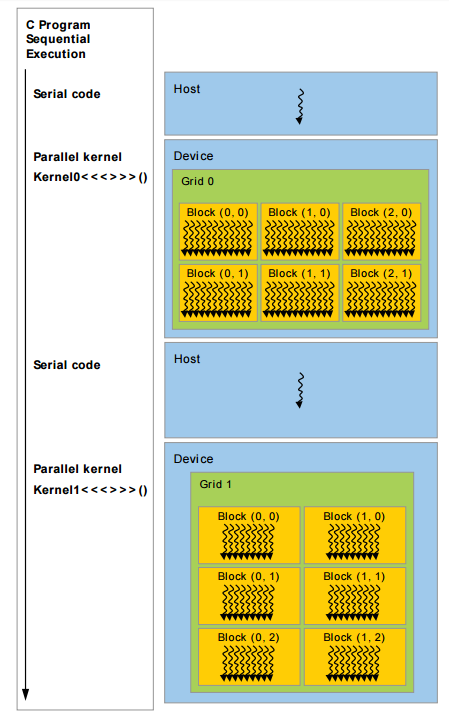 C Program
Sequential
Execution
Serial code
Host
Parallel kernel
Kernel0<<<>>>()
Device
Grid 0
Block (0, 0)
Block (1, 0)
Block (2, 0)
Block (0, 1)
Block (1, 1)
Block (2, 1)
Serial code
Host
Parallel kernel
Kernel1<<<>>>()
Device
Grid 1
Block (0, 0)
Block (1, 0)
Block (0, 1)
Block (1, 1)
Block (0, 2)
Block (1, 2)